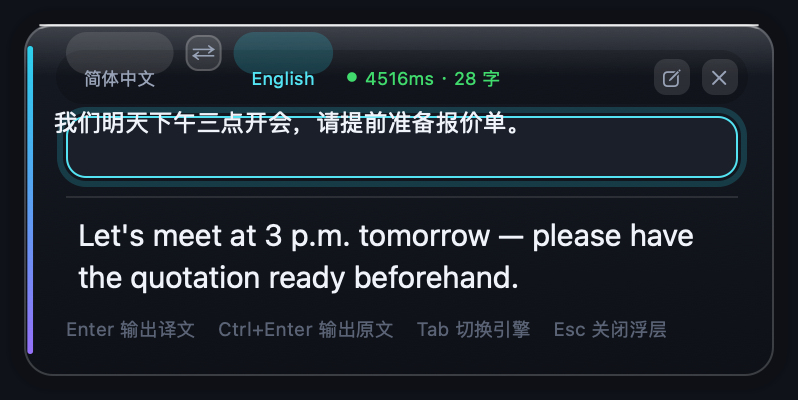 简体中文 English 4516ms · 28 字
我们明天下午三点开会，请提前准备报价单。
Let's meet at 3 p.m. tomorrow — please have
the quotation ready beforehand.
Enter 输出译文 Ctrl+Enter 输出原文 Tab 切换引擎 Esc 关闭浮层